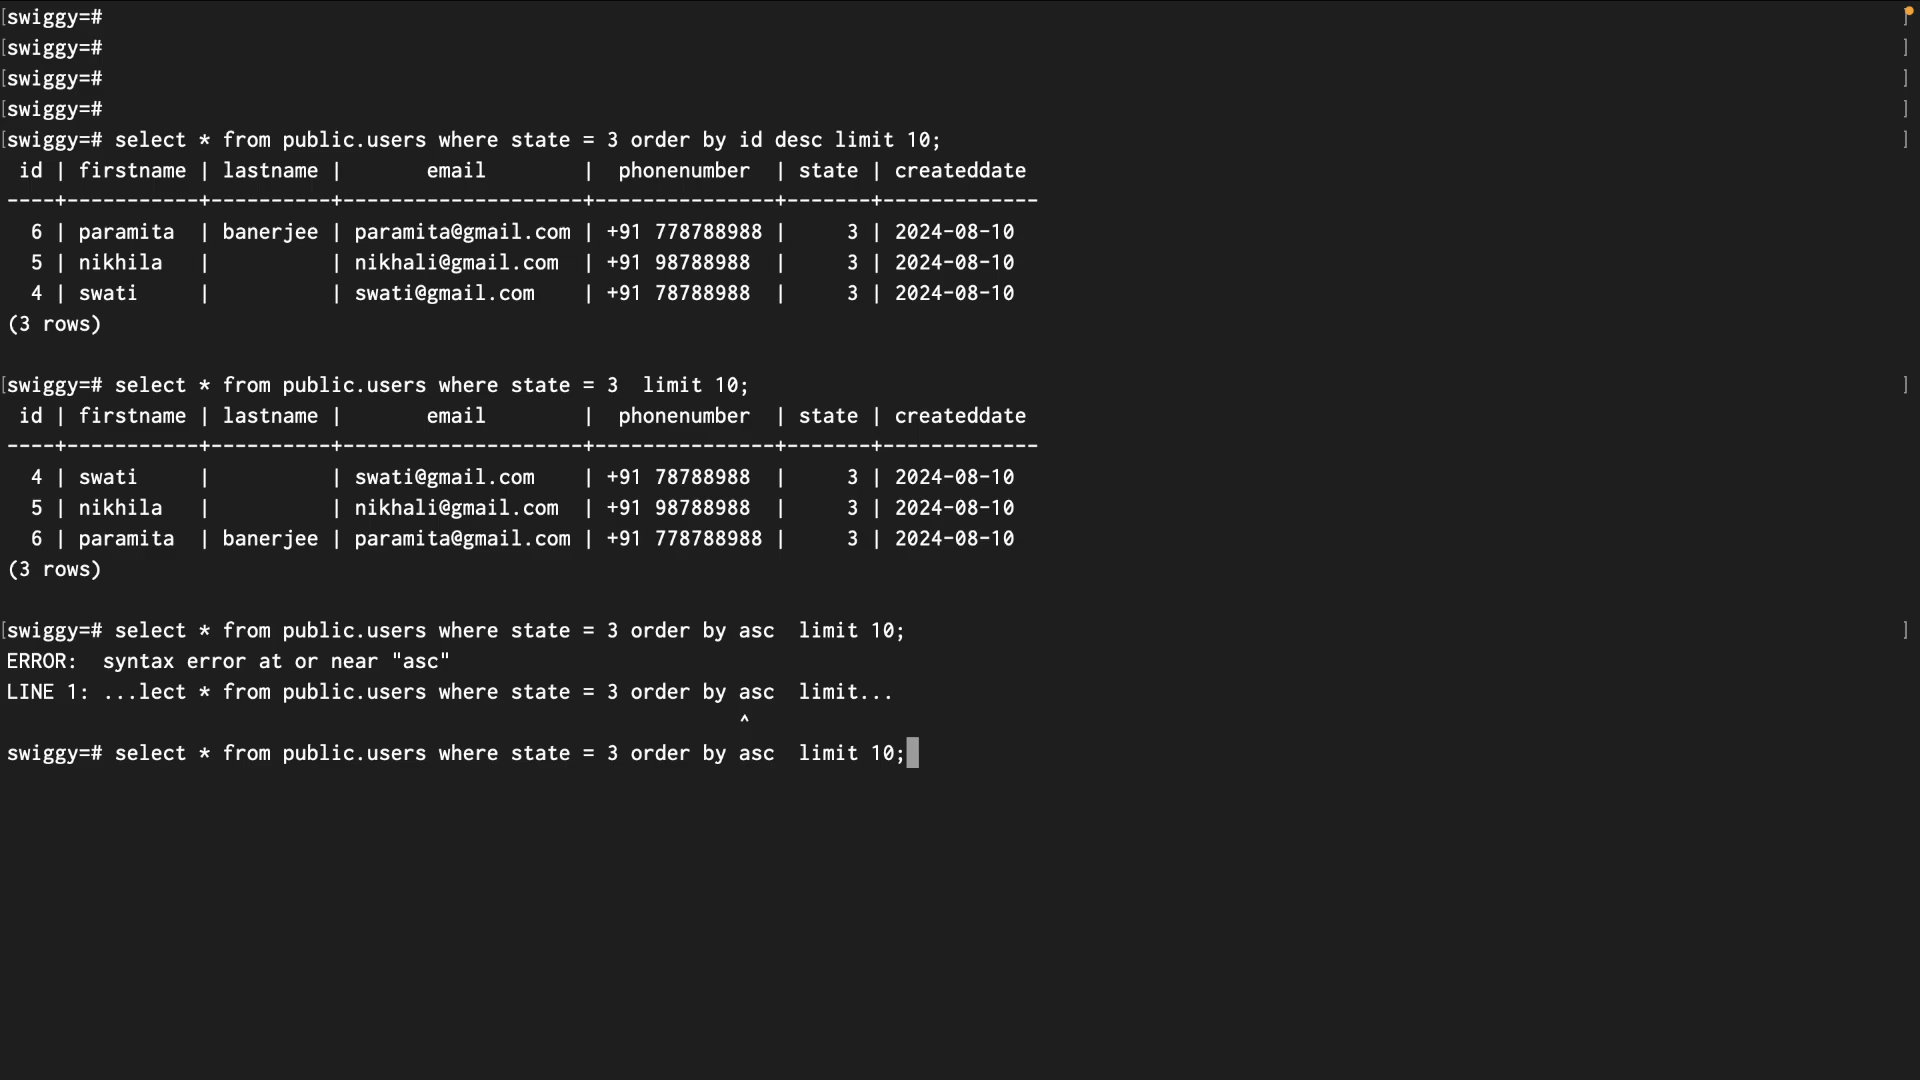 [swiggy=# ]
[swiggy=# ]
[swiggy=# ]
[swiggy=# ]
[swiggy=# select * from public.users where state = 3 order by id desc limit 10; ]
 id | firstname | lastname |       email        |  phonenumber  | state | createddate
----+-----------+----------+--------------------+---------------+-------+-------------
  6 | paramita  | banerjee | paramita@gmail.com | +91 778788988 |     3 | 2024-08-10
  5 | nikhila   |          | nikhali@gmail.com  | +91 98788988  |     3 | 2024-08-10
  4 | swati     |          | swati@gmail.com    | +91 78788988  |     3 | 2024-08-10
(3 rows)
[swiggy=# select * from public.users where state = 3  limit 10; ]
 id | firstname | lastname |       email        |  phonenumber  | state | createddate
----+-----------+----------+--------------------+---------------+-------+-------------
  4 | swati     |          | swati@gmail.com    | +91 78788988  |     3 | 2024-08-10
  5 | nikhila   |          | nikhali@gmail.com  | +91 98788988  |     3 | 2024-08-10
  6 | paramita  | banerjee | paramita@gmail.com | +91 778788988 |     3 | 2024-08-10
(3 rows)
[swiggy=# select * from public.users where state = 3 order by asc  limit 10; ]
ERROR:  syntax error at or near "asc"
LINE 1: ...lect * from public.users where state = 3 order by asc  limit...
                                                             ^
swiggy=# select * from public.users where state = 3 order by asc  limit 10;